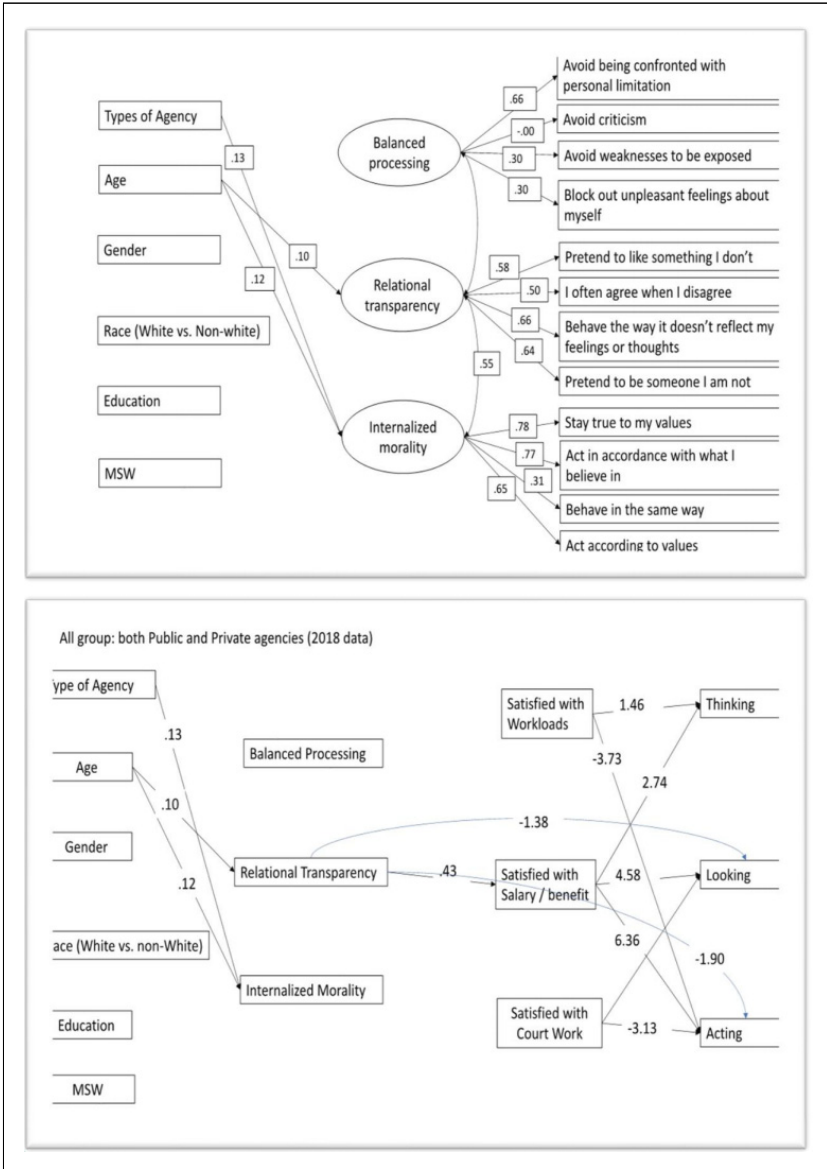 Avoid being confronted with
personal limitation
Types of Agency
.66
Avoid criticism
-.00
Balanced
processing
.13
.30
Avoid weaknesses to be exposed
Age
.30
Block out unpleasant feelings about
myself
Gender
.10
.58
Pretend to like something I don't
.12
Relational
transparency
.50
I often agree when I disagree
Race (White vs. Non-white)
.66
Behave the way it doesn't reflect my
feelings or thoughts
.64
.55
Pretend to be someone I am not
Education
Internalized
morality
.78
Stay true to my values
.77
Act in accordance with what I
believe in
MSW
.31
.65
Behave in the same way
Act according to values
All group: both Public and Private agencies (2018 data)
ype of Agency
Satisfied with
Workloads
1.46
Thinking
.13
Balanced Processing
-3.73
Age
2.74
.10
-1.38
Gender
Relational Transparency
.43
Satisfied with
Salary / benefit
4.58
Looking
.12
6.36
ace (White vs. non-White)
-1.90
Internalized Morality
Education
Satisfied with
Court Work
-3.13
Acting
MSW